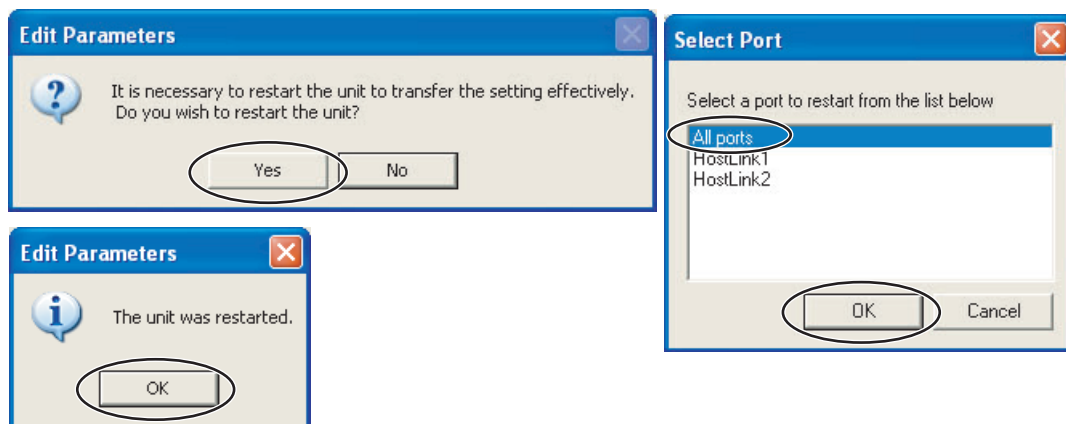 Edit Parameters
It is necessary to restart the unit to transfer the setting effectively.
Do you wish to restart the unit?
Yes
No
Select Port
Select a port to restart from the list below
All ports
HostLink1
HostLink2
OK
Cancel
Edit Parameters
The unit was restarted.
OK